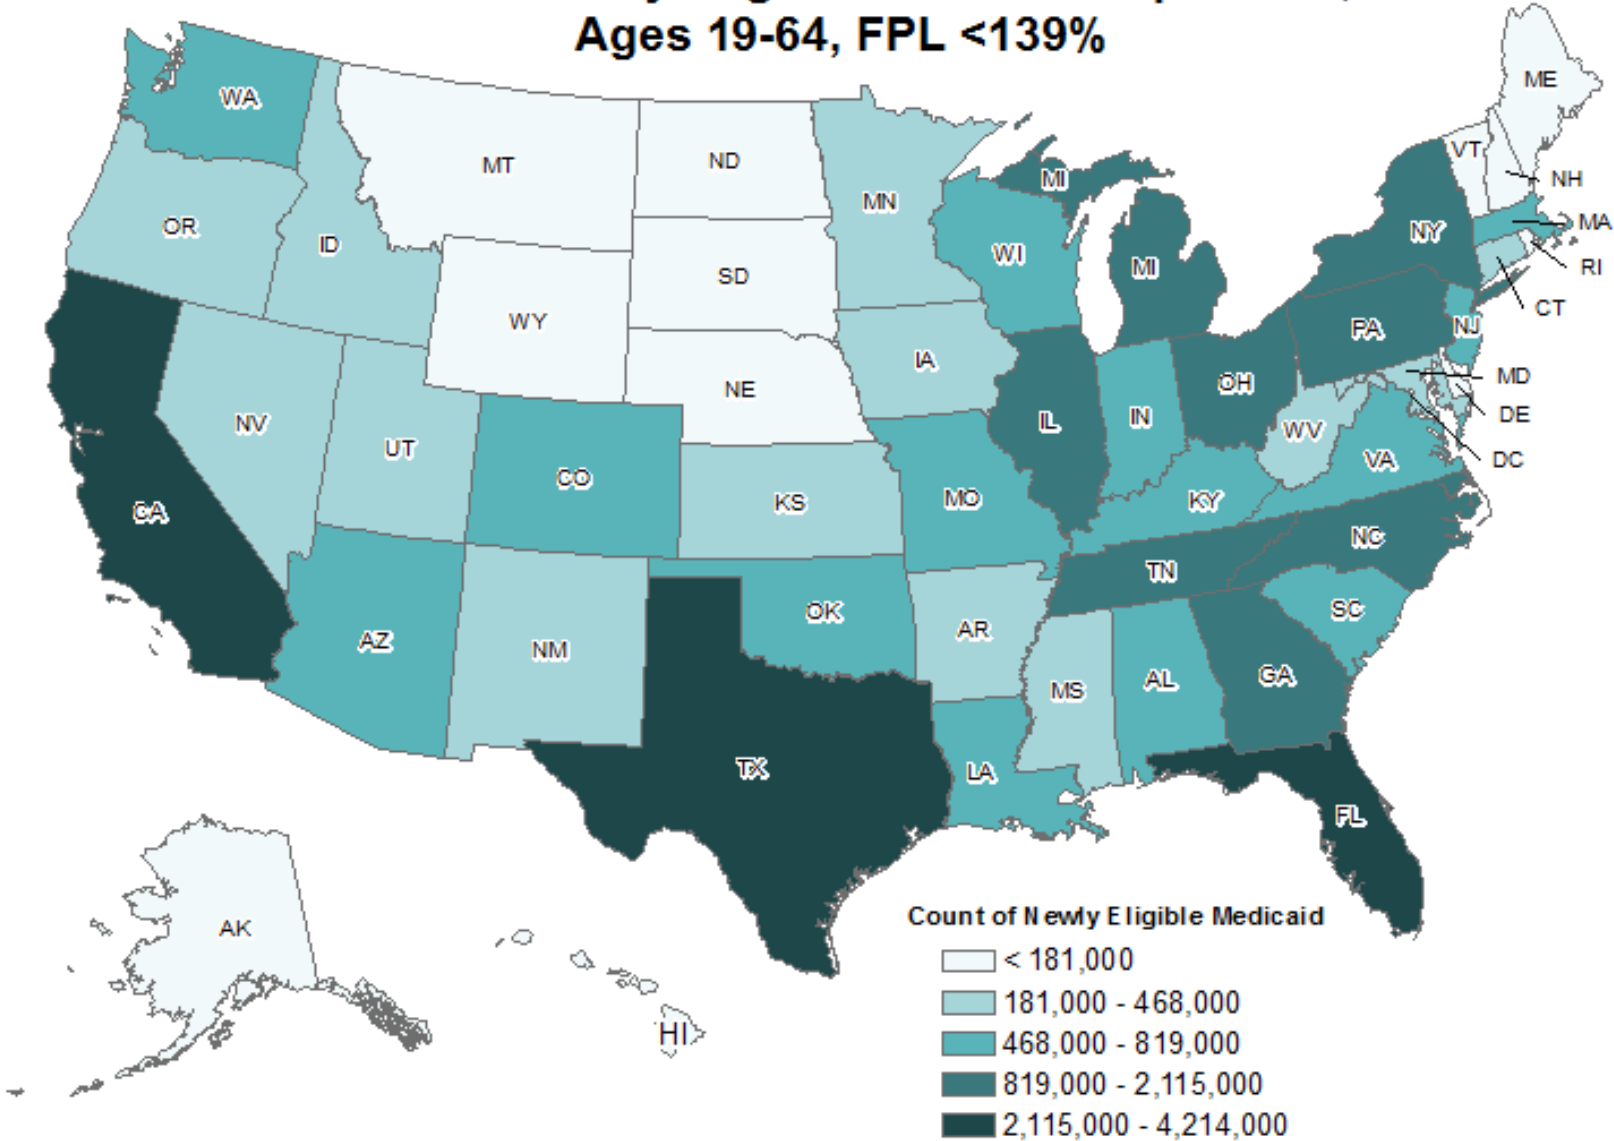 Ages 19-64, FPL <139%
ME
WA
VT
MT
ND
NH
MI
MN
MA
OR
NY
ID
WI
MI
RI
SD
CT
WY
PA
NJ
IA
MD
OH
NE
DE
IL
IN
NV
WV
UT
DC
VA
CO
MO
KY
KS
CA
NC
TN
OK
SC
AR
AZ
NM
GA
AL
MS
TX
LA
FL
AK
HI
Count of Newly Eligible Medicaid
< 181,000
181,000 - 468,000
468,000 - 819,000
819,000 - 2,115,000
2,115,000 - 4,214,000